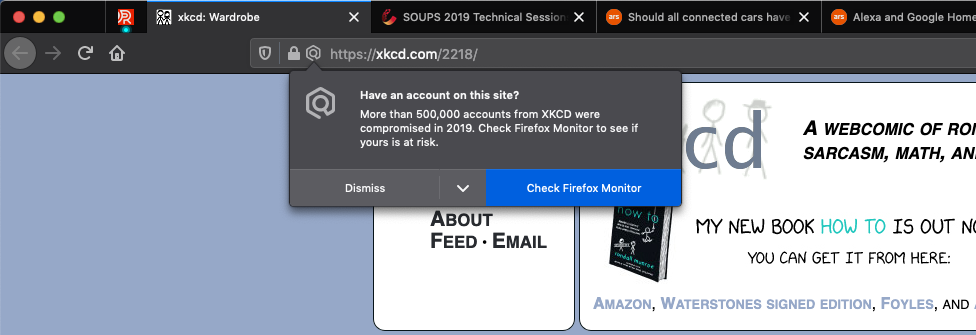 xkcd: Wardrobe
SOUPS 2019 Technical Session
ars
Should all connected cars have
ars
Alexa and Google Home
https://xkcd.com/2218/
Have an account on this site?
More than 500,000 accounts from XKCD were
compromised in 2019. Check Firefox Monitor to see if
yours is at risk.
Dismiss
Check Firefox Monitor
cd
A WEBCOMIC OF RO
SARCASM, MATH, AN
ABOUT
FEED · EMAIL
how to
randall munroe
MY NEW BOOK HOW TO IS OUT NO
YOU CAN GET IT FROM HERE:
AMAZON, WATERSTONES SIGNED EDITION, FOYLES, AND